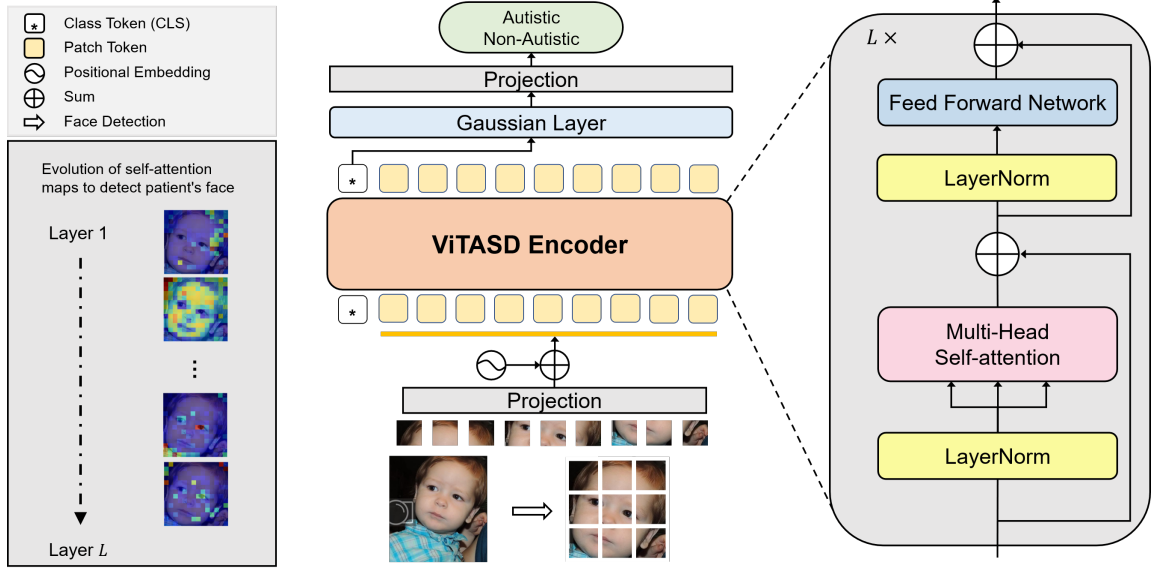 * Class Token (CLS)
Patch Token
Positional Embedding
Sum
Face Detection
Evolution of self-attention
maps to detect patient's face
Layer 1
⋮
Layer L
Autistic
Non-Autistic
Projection
Gaussian Layer
*
ViTASD Encoder
*
Projection
L ×
Feed Forward Network
LayerNorm
Multi-Head
Self-attention
LayerNorm